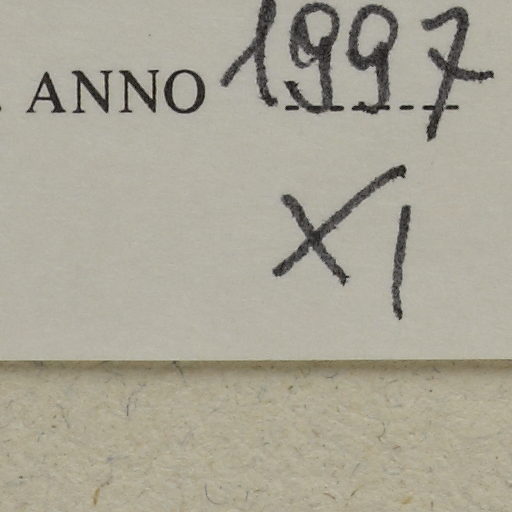 . ANNO 1997
XI